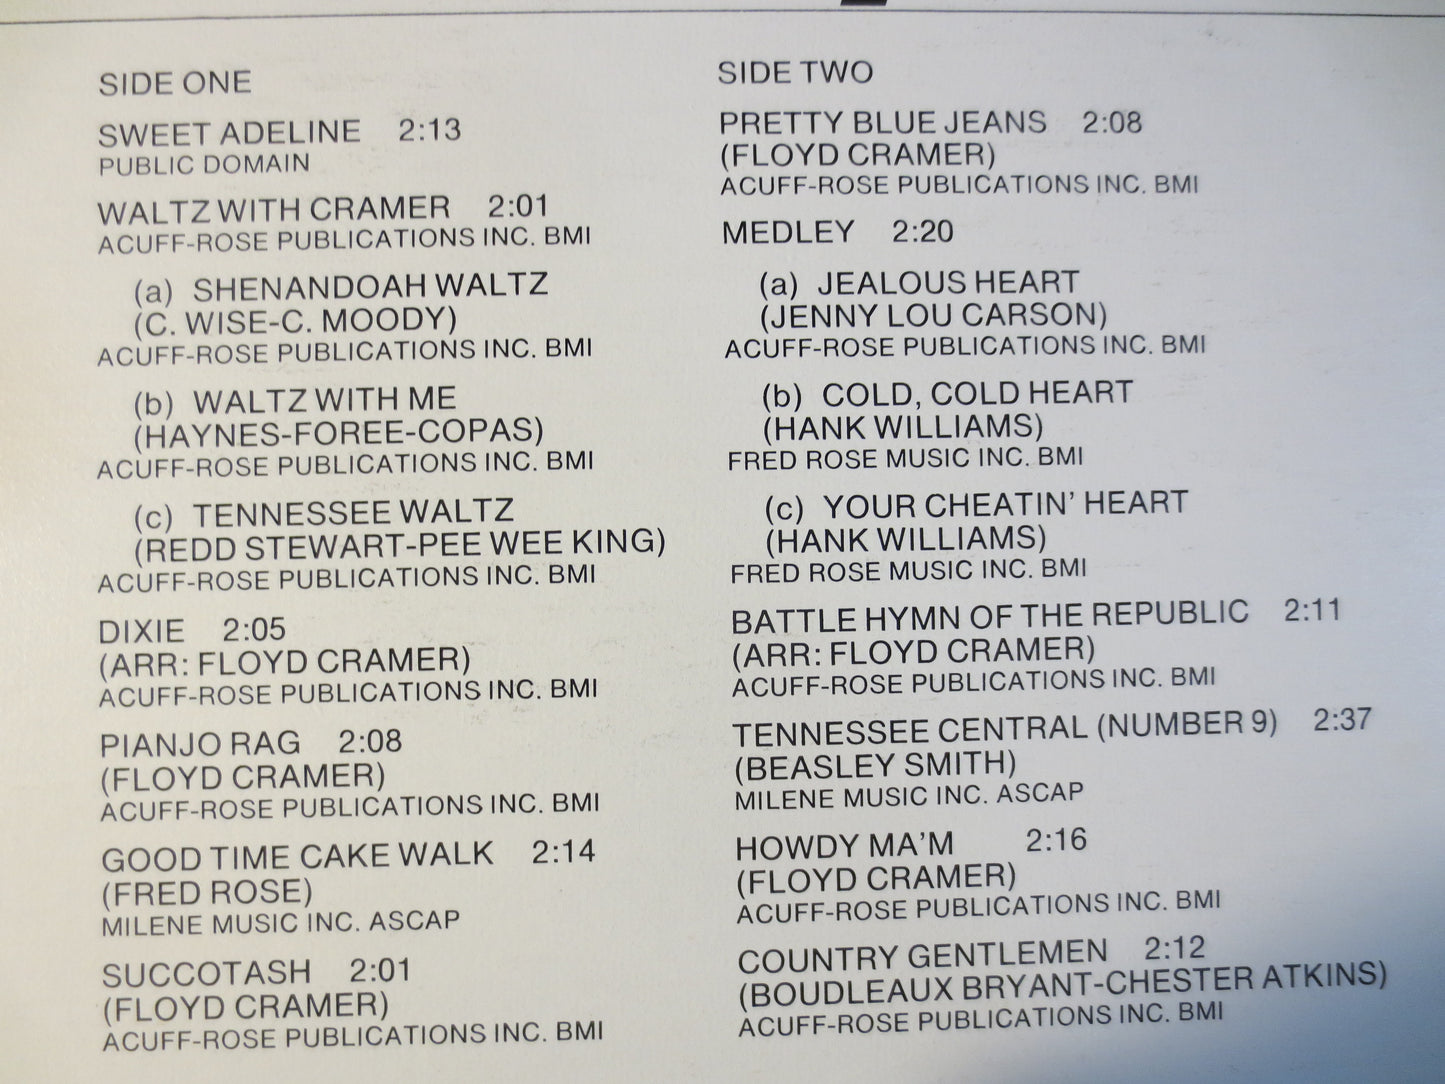 SIDE ONE
SWEET ADELINE 2:13
PUBLIC DOMAIN
WALTZ WITH CRAMER 2:01
ACUFF-ROSE PUBLICATIONS INC. BMI
(a) SHENANDOAH WALTZ
(C. WISE-C. MOODY)
ACUFF-ROSE PUBLICATIONS INC. BMI
(b) WALTZ WITH ME
(HAYNES-FOREE-COPAS)
ACUFF-ROSE PUBLICATIONS INC. BMI
(c) TENNESSEE WALTZ
(REDD STEWART-PEE WEE KING)
ACUFF-ROSE PUBLICATIONS INC. BMI
DIXIE 2:05
(ARR: FLOYD CRAMER)
ACUFF-ROSE PUBLICATIONS INC. BMI
PIANJO RAG 2:08
(FLOYD CRAMER)
ACUFF-ROSE PUBLICATIONS INC. BMI
GOOD TIME CAKE WALK 2:14
(FRED ROSE)
MILENE MUSIC INC. ASCAP
SUCCOTASH 2:01
(FLOYD CRAMER)
ACUFF-ROSE PUBLICATIONS INC. BMI
SIDE TWO
PRETTY BLUE JEANS 2:08
(FLOYD CRAMER)
ACUFF-ROSE PUBLICATIONS INC. BMI
MEDLEY 2:20
(a) JEALOUS HEART
(JENNY LOU CARSON)
ACUFF-ROSE PUBLICATIONS INC. BMI
(b) COLD, COLD HEART
(HANK WILLIAMS)
FRED ROSE MUSIC INC. BMI
(c) YOUR CHEATIN' HEART
(HANK WILLIAMS)
FRED ROSE MUSIC INC. BMI
BATTLE HYMN OF THE REPUBLIC 2:11
(ARR: FLOYD CRAMER)
ACUFF-ROSE PUBLICATIONS INC. BMI
TENNESSEE CENTRAL (NUMBER 9) 2:37
(BEASLEY SMITH)
MILENE MUSIC INC. ASCAP
HOWDY MA'M 2:16
(FLOYD CRAMER)
ACUFF-ROSE PUBLICATIONS INC. BMI
COUNTRY GENTLEMEN 2:12
(BOUDLEAUX BRYANT-CHESTER ATKINS)
ACUFF-ROSE PUBLICATIONS INC. BMI